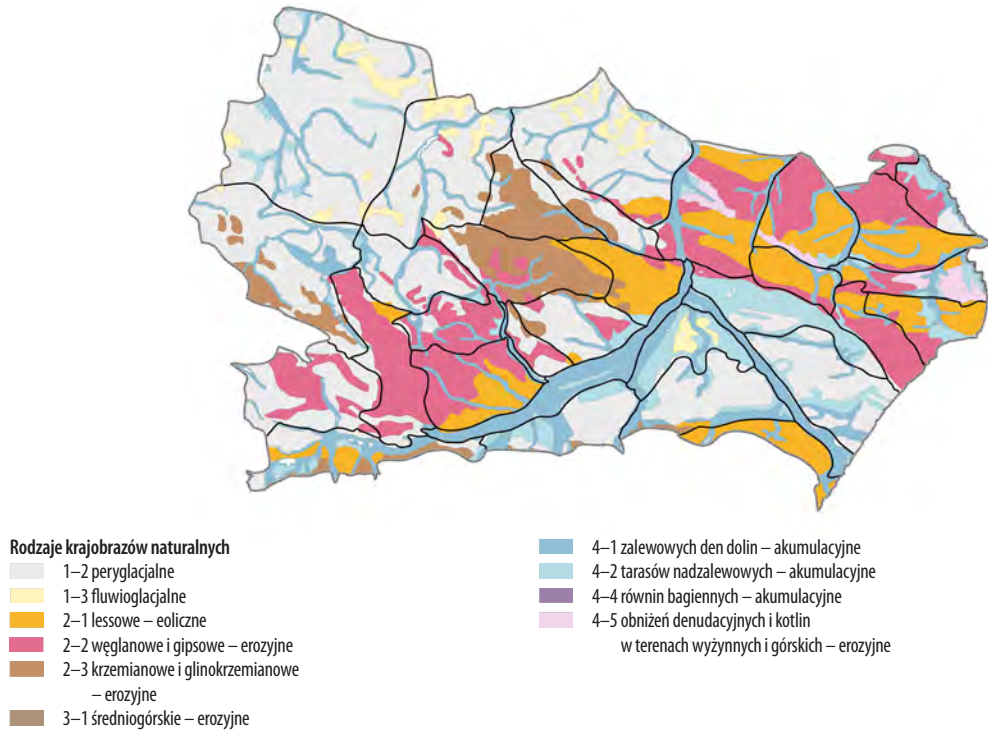 Rodzaje krajobrazów naturalnych
1–2 peryglacjalne
1–3 fluwioglacjalne
2–1 lessowe – eoliczne
2–2 węglanowe i gipsowe – erozyjne
2–3 krzemianowe i glinokrzemianowe
– erozyjne
3–1 średniogórskie – erozyjne
4–1 zalewowych den dolin – akumulacyjne
4–2 tarasów nadzalewowych – akumulacyjne
4–4 równin bagiennych – akumulacyjne
4–5 obniżeń denudacyjnych i kotlin
w terenach wyżynnych i górskich – erozyjne